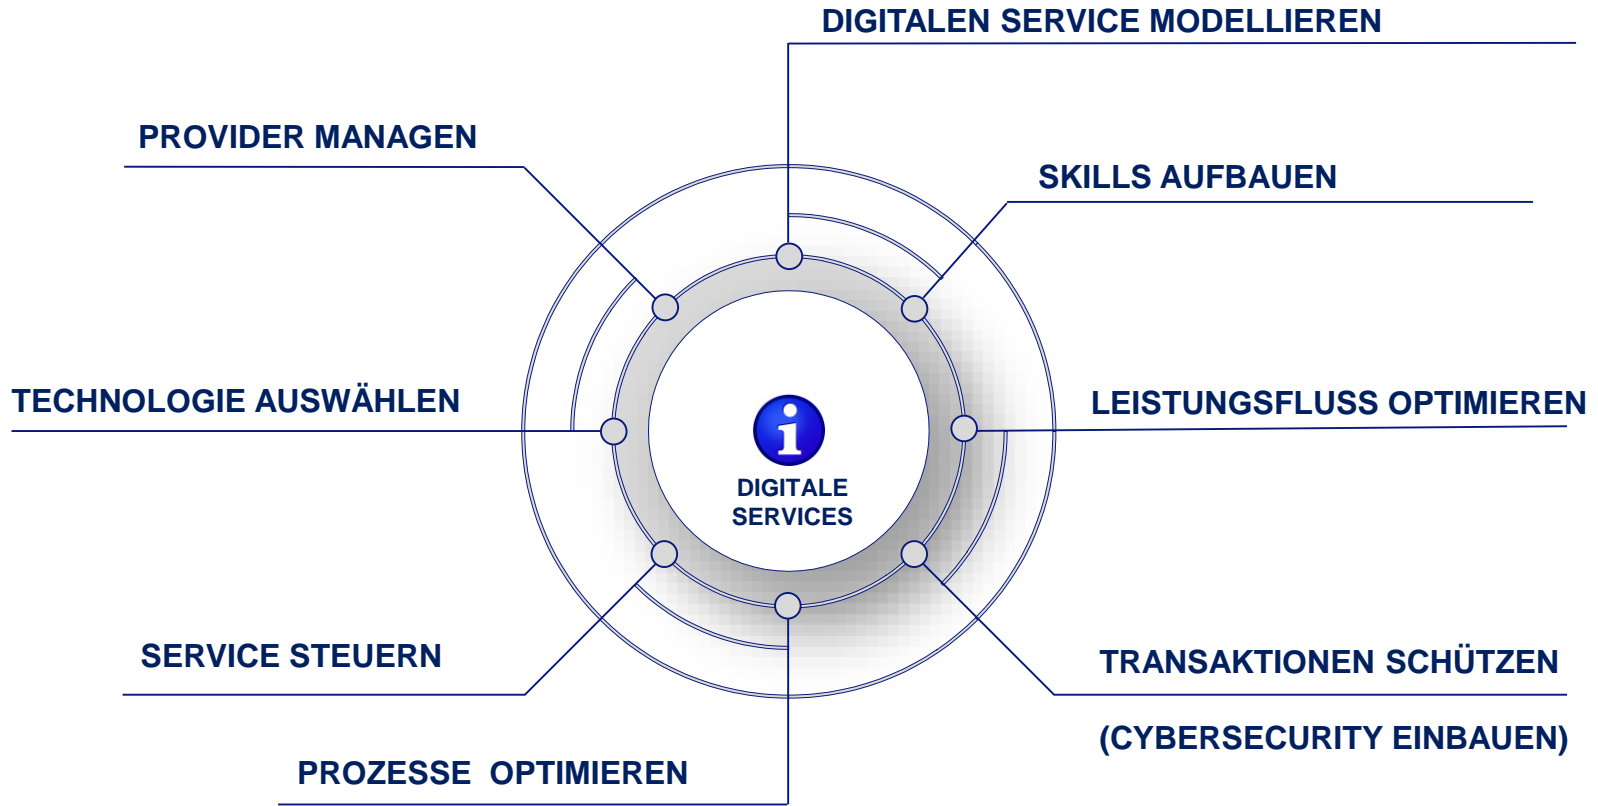 DIGITALEN SERVICE MODELLIEREN
PROVIDER MANAGEN
SKILLS AUFBAUEN
TECHNOLOGIE AUSWÄHLEN
LEISTUNGSFLUSS OPTIMIEREN
i
DIGITALE
SERVICES
SERVICE STEUERN
TRANSAKTIONEN SCHÜTZEN
(CYBERSECURITY EINBAUEN)
PROZESSE OPTIMIEREN